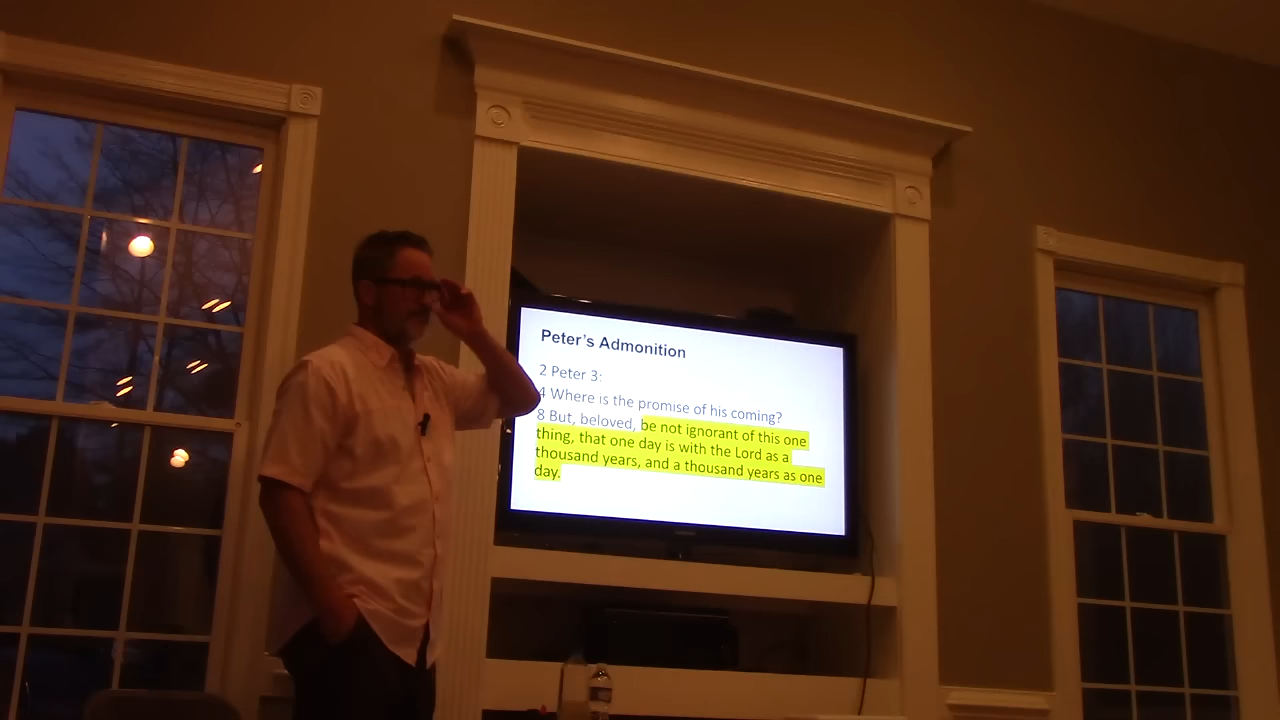 Peter's Admonition
2 Peter 3:
4 Where is the promise of his coming?
8 But, beloved, be not ignorant of this one
thing, that one day is with the Lord as a
thousand years, and a thousand years as one
day.